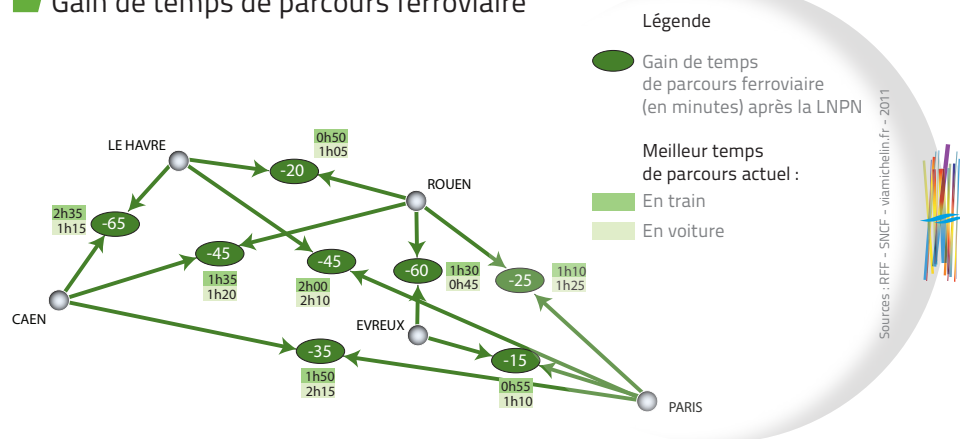 Gain de temps de parcours ferroviaire
Légende
Gain de temps
de parcours ferroviaire
(en minutes) après la LNPN
Meilleur temps
de parcours actuel :
En train
En voiture
Sources : RFF - SNCF - viamichelin.fr - 2011
LE HAVRE
0h50
1h05
-20
ROUEN
2h35
1h15
-65
-45
1h35
1h20
-45
2h00
2h10
-60
1h30
0h45
-25
1h10
1h25
CAEN
EVREUX
-35
1h50
2h15
-15
0h55
1h10
PARIS